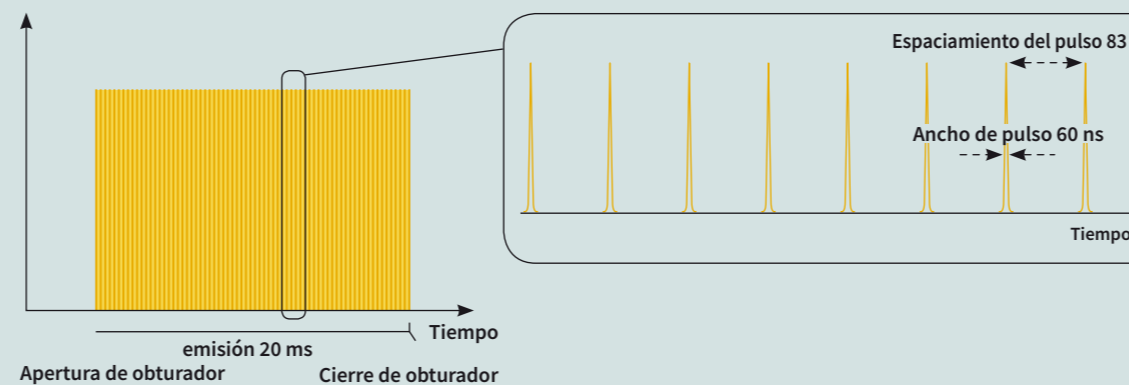 Espaciamiento del pulso 83
Ancho de pulso 60 ns
Tiempo
Tiempo
emisión 20 ms
Apertura de obturador
Cierre de obturador